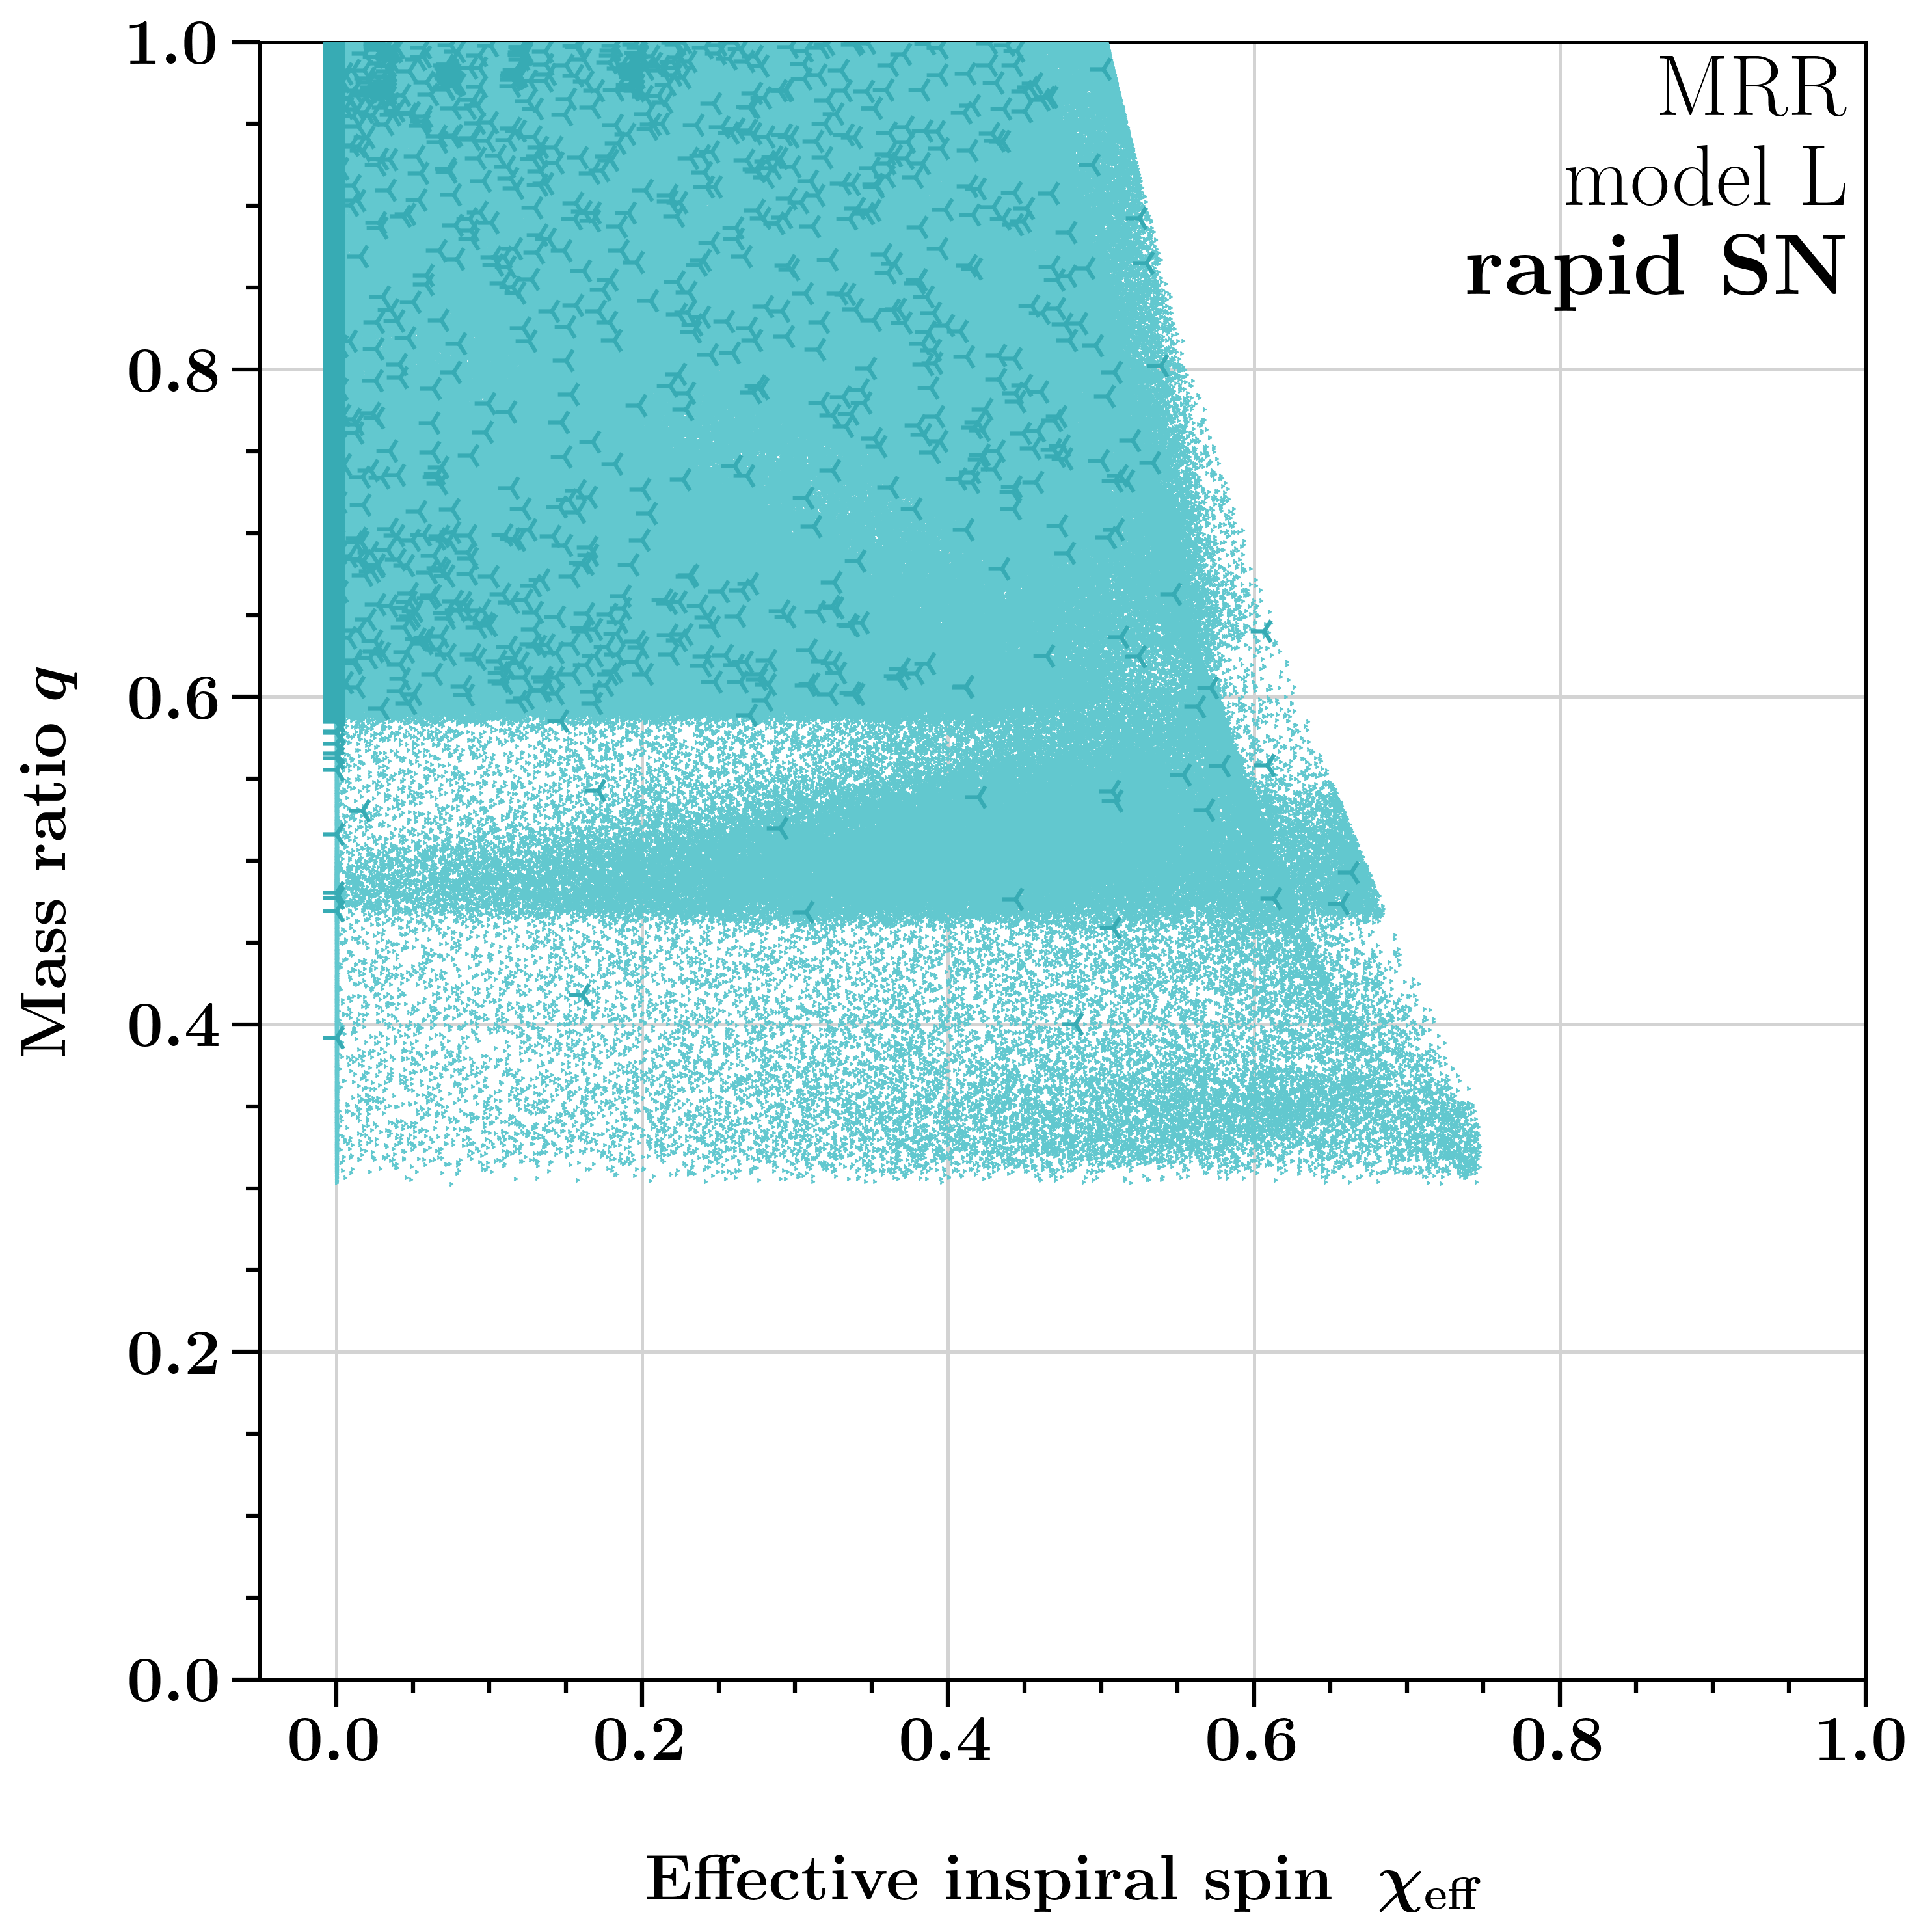 MRR
model L
rapid SN
Mass ratio q
1.0
0.8
0.6
0.4
0.2
0.0
0.0 0.2 0.4 0.6 0.8 1.0
Effective inspiral spin χeff